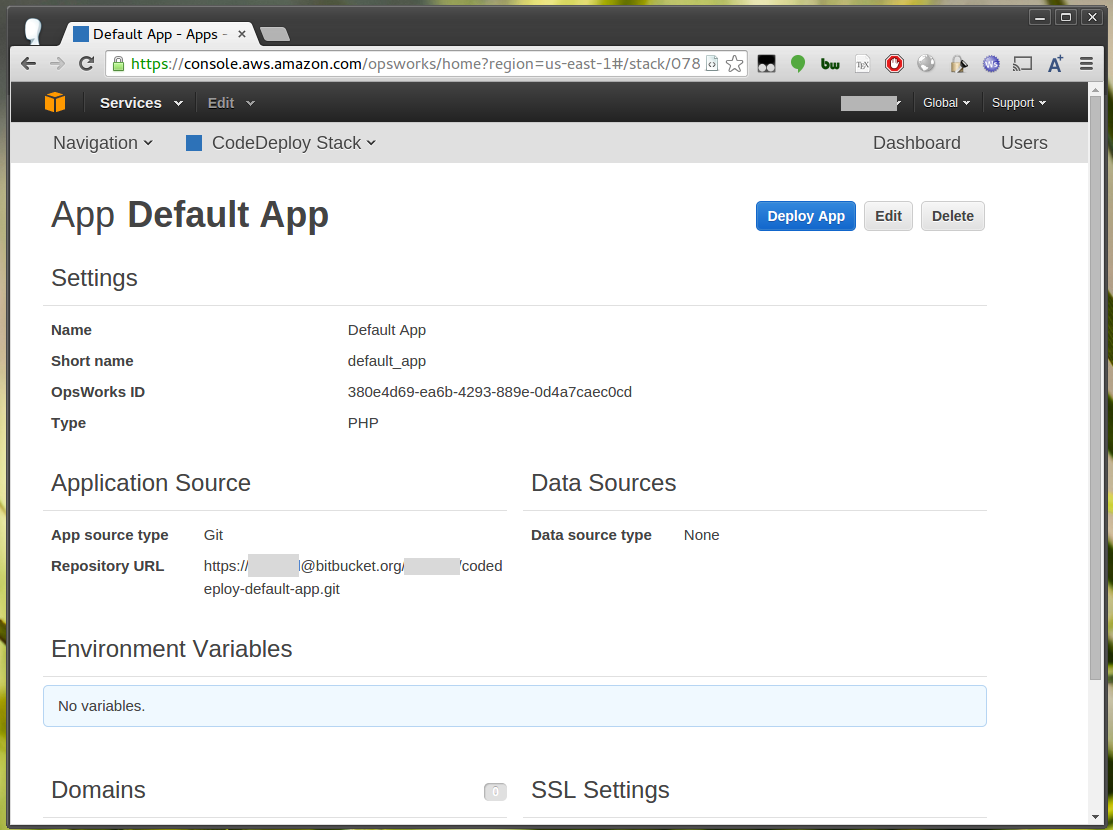 Default App - Apps -
https://console.aws.amazon.com/opsworks/home?region=us-east-1#/stack/078
Services Edit Global Support
Navigation CodeDeploy Stack Dashboard Users
App Default App Deploy App Edit Delete
Settings
Name Default App
Short name default_app
OpsWorks ID 380e4d69-ea6b-4293-889e-0d4a7caec0cd
Type PHP
Application Source Data Sources
App source type Git Data source type None
Repository URL https:// l@bitbucket.org/ /coded
eploy-default-app.git
Environment Variables
No variables.
Domains 0 SSL Settings